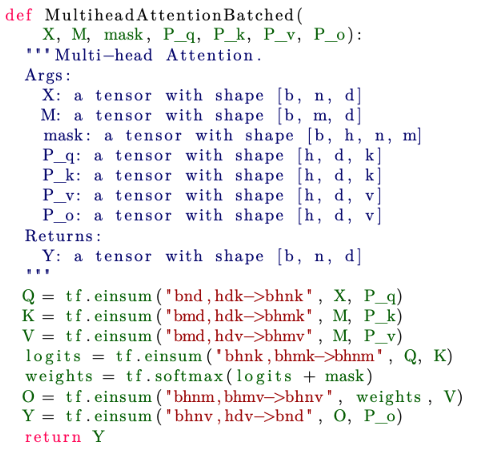 def MultiheadAttentionBatched(
    X, M, mask, P_q, P_k, P_v, P_o):
  """Multi-head Attention.
  Args:
    X: a tensor with shape [b, n, d]
    M: a tensor with shape [b, m, d]
    mask: a tensor with shape [b, h, n, m]
    P_q: a tensor with shape [h, d, k]
    P_k: a tensor with shape [h, d, k]
    P_v: a tensor with shape [h, d, v]
    P_o: a tensor with shape [h, d, v]
  Returns:
    Y: a tensor with shape [b, n, d]
  """
  Q = tf.einsum("bnd,hdk->bhnk", X, P_q)
  K = tf.einsum("bmd,hdk->bhmk", M, P_k)
  V = tf.einsum("bmd,hdv->bhmv", M, P_v)
  logits = tf.einsum("bhnk,bhmk->bhnm", Q, K)
  weights = tf.softmax(logits + mask)
  O = tf.einsum("bhnm,bhmv->bhnv", weights, V)
  Y = tf.einsum("bhnv,hdv->bnd", O, P_o)
  return Y